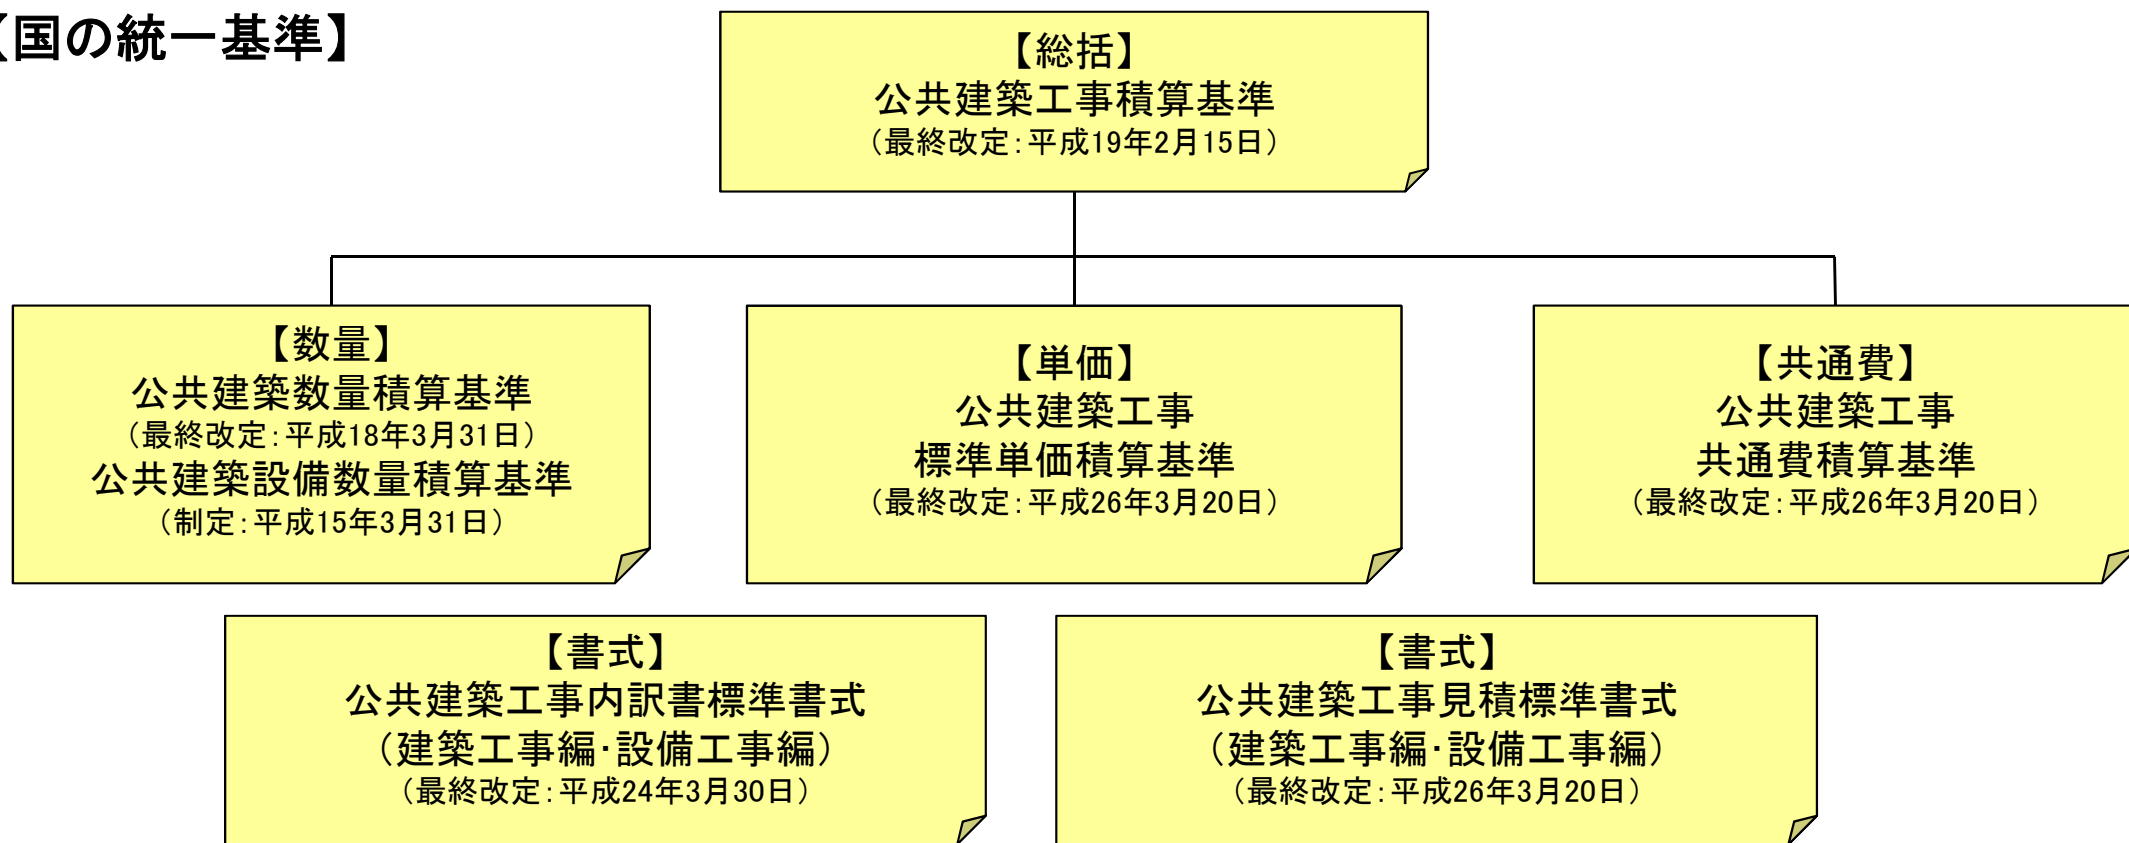 【国の統一基準】
【総括】
公共建築工事積算基準
（最終改定：平成19年2月15日）
【数量】
公共建築数量積算基準
（最終改定：平成18年3月31日）
公共建築設備数量積算基準
（制定：平成15年3月31日）
【単価】
公共建築工事
標準単価積算基準
（最終改定：平成26年3月20日）
【共通費】
公共建築工事
共通費積算基準
（最終改定：平成26年3月20日）
【書式】
公共建築工事内訳書標準書式
（建築工事編・設備工事編）
（最終改定：平成24年3月30日）
【書式】
公共建築工事見積標準書式
（建築工事編・設備工事編）
（最終改定：平成26年3月20日）